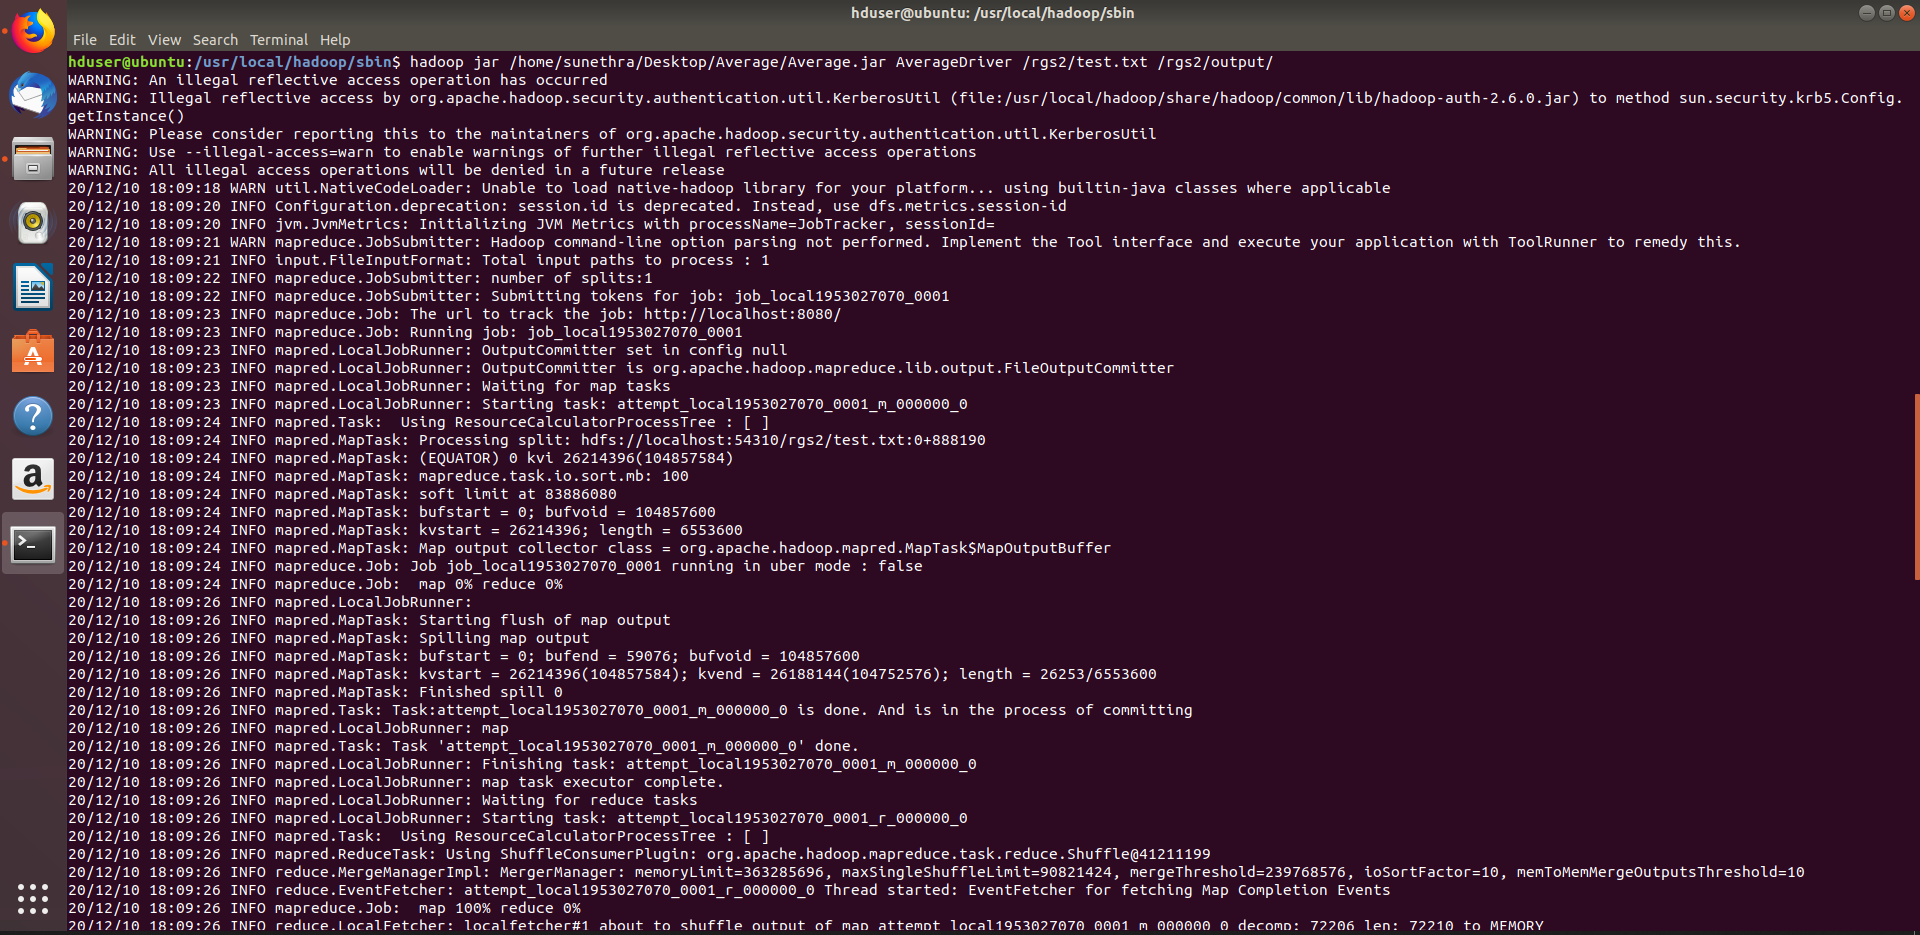 hduser@ubuntu: /usr/local/hadoop/sbin
File Edit View Search Terminal Help
hduser@ubuntu:/usr/local/hadoop/sbin$ hadoop jar /home/sunethra/Desktop/Average/Average.jar AverageDriver /rgs2/test.txt /rgs2/output/
WARNING: An illegal reflective access operation has occurred
WARNING: Illegal reflective access by org.apache.hadoop.security.authentication.util.KerberosUtil (file:/usr/local/hadoop/share/hadoop/common/lib/hadoop-auth-2.6.0.jar) to method sun.security.krb5.Config.
getInstance()
WARNING: Please consider reporting this to the maintainers of org.apache.hadoop.security.authentication.util.KerberosUtil
WARNING: Use --illegal-access=warn to enable warnings of further illegal reflective access operations
WARNING: All illegal access operations will be denied in a future release
20/12/10 18:09:18 WARN util.NativeCodeLoader: Unable to load native-hadoop library for your platform... using builtin-java classes where applicable
20/12/10 18:09:20 INFO Configuration.deprecation: session.id is deprecated. Instead, use dfs.metrics.session-id
20/12/10 18:09:20 INFO jvm.JvmMetrics: Initializing JVM Metrics with processName=JobTracker, sessionId=
20/12/10 18:09:21 WARN mapreduce.JobSubmitter: Hadoop command-line option parsing not performed. Implement the Tool interface and execute your application with ToolRunner to remedy this.
20/12/10 18:09:21 INFO input.FileInputFormat: Total input paths to process : 1
20/12/10 18:09:22 INFO mapreduce.JobSubmitter: number of splits:1
20/12/10 18:09:22 INFO mapreduce.JobSubmitter: Submitting tokens for job: job_local1953027070_0001
20/12/10 18:09:23 INFO mapreduce.Job: The url to track the job: http://localhost:8080/
20/12/10 18:09:23 INFO mapreduce.Job: Running job: job_local1953027070_0001
20/12/10 18:09:23 INFO mapred.LocalJobRunner: OutputCommitter set in config null
20/12/10 18:09:23 INFO mapred.LocalJobRunner: OutputCommitter is org.apache.hadoop.mapreduce.lib.output.FileOutputCommitter
20/12/10 18:09:23 INFO mapred.LocalJobRunner: Waiting for map tasks
20/12/10 18:09:23 INFO mapred.LocalJobRunner: Starting task: attempt_local1953027070_0001_m_000000_0
20/12/10 18:09:24 INFO mapred.Task:  Using ResourceCalculatorProcessTree : [ ]
20/12/10 18:09:24 INFO mapred.MapTask: Processing split: hdfs://localhost:54310/rgs2/test.txt:0+888190
20/12/10 18:09:24 INFO mapred.MapTask: (EQUATOR) 0 kvi 26214396(104857584)
20/12/10 18:09:24 INFO mapred.MapTask: mapreduce.task.io.sort.mb: 100
20/12/10 18:09:24 INFO mapred.MapTask: soft limit at 83886080
20/12/10 18:09:24 INFO mapred.MapTask: bufstart = 0; bufvoid = 104857600
20/12/10 18:09:24 INFO mapred.MapTask: kvstart = 26214396; length = 6553600
20/12/10 18:09:24 INFO mapred.MapTask: Map output collector class = org.apache.hadoop.mapred.MapTask$MapOutputBuffer
20/12/10 18:09:24 INFO mapreduce.Job: Job job_local1953027070_0001 running in uber mode : false
20/12/10 18:09:24 INFO mapreduce.Job:  map 0% reduce 0%
20/12/10 18:09:26 INFO mapred.LocalJobRunner:
20/12/10 18:09:26 INFO mapred.MapTask: Starting flush of map output
20/12/10 18:09:26 INFO mapred.MapTask: Spilling map output
20/12/10 18:09:26 INFO mapred.MapTask: bufstart = 0; bufend = 59076; bufvoid = 104857600
20/12/10 18:09:26 INFO mapred.MapTask: kvstart = 26214396(104857584); kvend = 26188144(104752576); length = 26253/6553600
20/12/10 18:09:26 INFO mapred.MapTask: Finished spill 0
20/12/10 18:09:26 INFO mapred.Task: Task:attempt_local1953027070_0001_m_000000_0 is done. And is in the process of committing
20/12/10 18:09:26 INFO mapred.LocalJobRunner: map
20/12/10 18:09:26 INFO mapred.Task: Task 'attempt_local1953027070_0001_m_000000_0' done.
20/12/10 18:09:26 INFO mapred.LocalJobRunner: Finishing task: attempt_local1953027070_0001_m_000000_0
20/12/10 18:09:26 INFO mapred.LocalJobRunner: map task executor complete.
20/12/10 18:09:26 INFO mapred.LocalJobRunner: Waiting for reduce tasks
20/12/10 18:09:26 INFO mapred.LocalJobRunner: Starting task: attempt_local1953027070_0001_r_000000_0
20/12/10 18:09:26 INFO mapred.Task:  Using ResourceCalculatorProcessTree : [ ]
20/12/10 18:09:26 INFO mapred.ReduceTask: Using ShuffleConsumerPlugin: org.apache.hadoop.mapreduce.task.reduce.Shuffle@41211199
20/12/10 18:09:26 INFO reduce.MergeManagerImpl: MergerManager: memoryLimit=363285696, maxSingleShuffleLimit=90821424, mergeThreshold=239768576, ioSortFactor=10, memToMemMergeOutputsThreshold=10
20/12/10 18:09:26 INFO reduce.EventFetcher: attempt_local1953027070_0001_r_000000_0 Thread started: EventFetcher for fetching Map Completion Events
20/12/10 18:09:26 INFO mapreduce.Job:  map 100% reduce 0%
20/12/10 18:09:26 INFO reduce.LocalFetcher: localfetcher#1 about to shuffle output of map attempt_local1953027070_0001_m_000000_0 decomp: 72206 len: 72210 to MEMORY